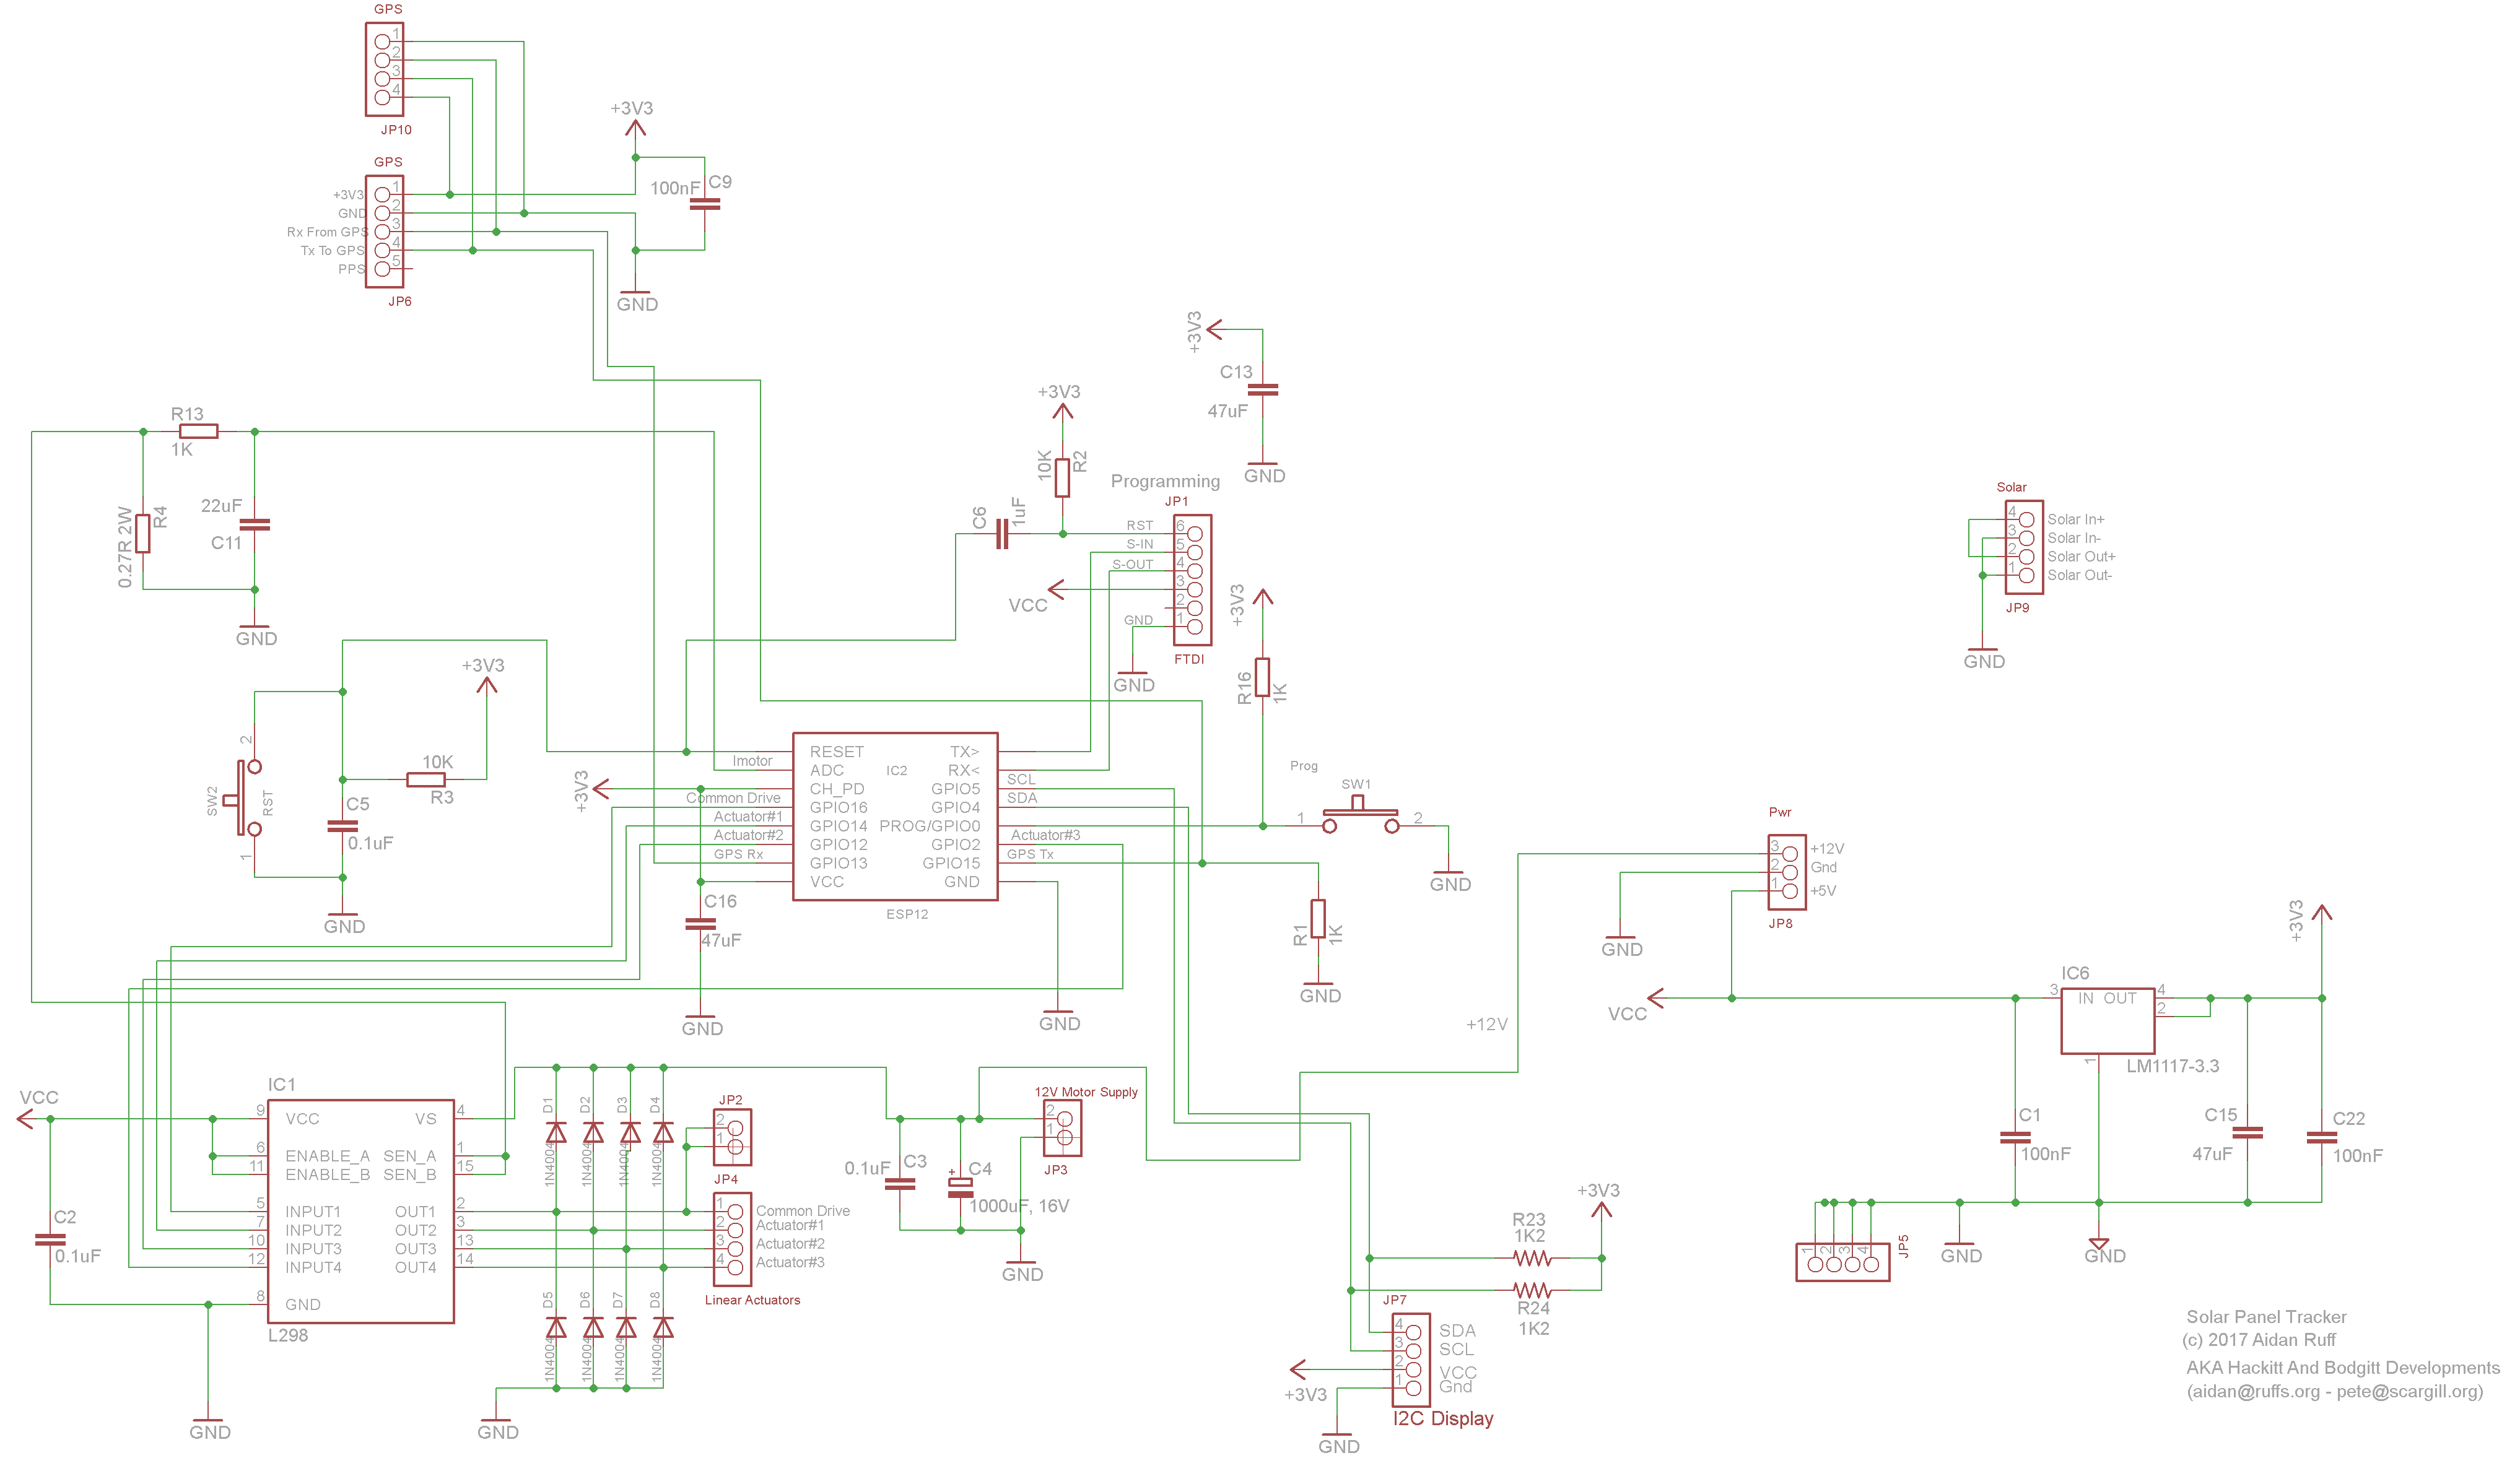 GPS
1
2
3
4
JP10
GPS
+3V3
GND
Rx From GPS
Tx To GPS
PPS
1
2
3
4
5
JP6
+3V3
100nF
C9
GND
+3V3
C13
47uF
GND
R13
1K
0.27R 2W
R4
22uF
C11
GND
+3V3
10K
R2
C6
1uF
Programming
JP1
RST
S-IN
S-OUT
VCC
GND
6
5
4
3
2
1
FTDI
GND
+3V3
R16
1K
Solar
4
3
2
1
Solar In+
Solar In-
Solar Out+
Solar Out-
JP9
GND
+3V3
2
SW2
RST
1
10K
R3
C5
0.1uF
GND
Imotor
+3V3
Common Drive
Actuator#1
Actuator#2
GPS Rx
RESET
ADC
CH_PD
GPIO16
GPIO14
GPIO12
GPIO13
VCC
IC2
TX>
RX<
GPIO5
GPIO4
PROG/GPIO0
GPIO2
GPIO15
GND
ESP12
SCL
SDA
Actuator#3
GPS Tx
C16
47uF
GND
GND
Prog
SW1
1
2
GND
R1
1K
GND
Pwr
3
2
1
+12V
Gnd
+5V
JP8
GND
+12V
VCC
IC6
3
IN
OUT
4
2
1
LM1117-3.3
+3V3
C1
100nF
C15
47uF
C22
100nF
1
2
3
4
JP5
GND
GND
VCC
C2
0.1uF
GND
IC1
9
6
11
5
7
10
12
8
VCC
ENABLE_A
ENABLE_B
INPUT1
INPUT2
INPUT3
INPUT4
GND
VS
SEN_A
SEN_B
OUT1
OUT2
OUT3
OUT4
4
1
15
2
3
13
14
L298
D1
D2
D3
D4
1N4004
1N4004
1N4004
1N4004
D5
D6
D7
D8
1N4004
1N4004
1N4004
1N4004
GND
JP2
2
1
JP4
1
2
3
4
Common Drive
Actuator#1
Actuator#2
Actuator#3
Linear Actuators
0.1uF
C3
+
C4
1000uF, 16V
12V Motor Supply
2
1
JP3
GND
+3V3
R23
1K2
R24
1K2
JP7
4
3
2
1
SDA
SCL
VCC
Gnd
+3V3
I2C Display
GND
Solar Panel Tracker
(c) 2017 Aidan Ruff
AKA Hackitt And Bodgitt Developments
(aidan@ruffs.org - pete@scargill.org)